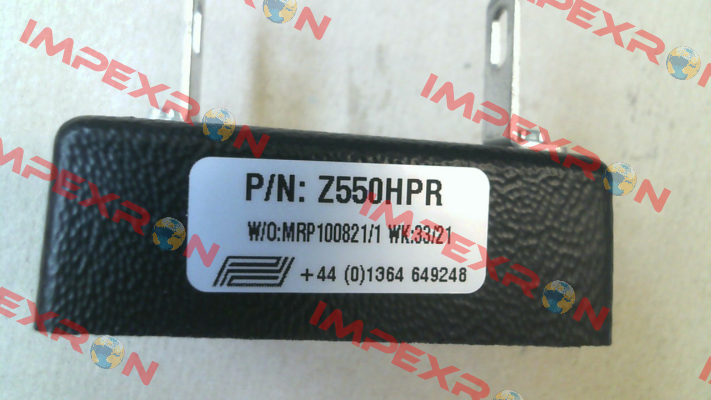 P/N: Z550HPR
W/O:MRP100821/1 WK:33/21
+44 (0)1364 649248
IMPEXRON
IMPEXRON
IMPEXRON
IMPEXRON
IMPEXRON
IMPEXRON